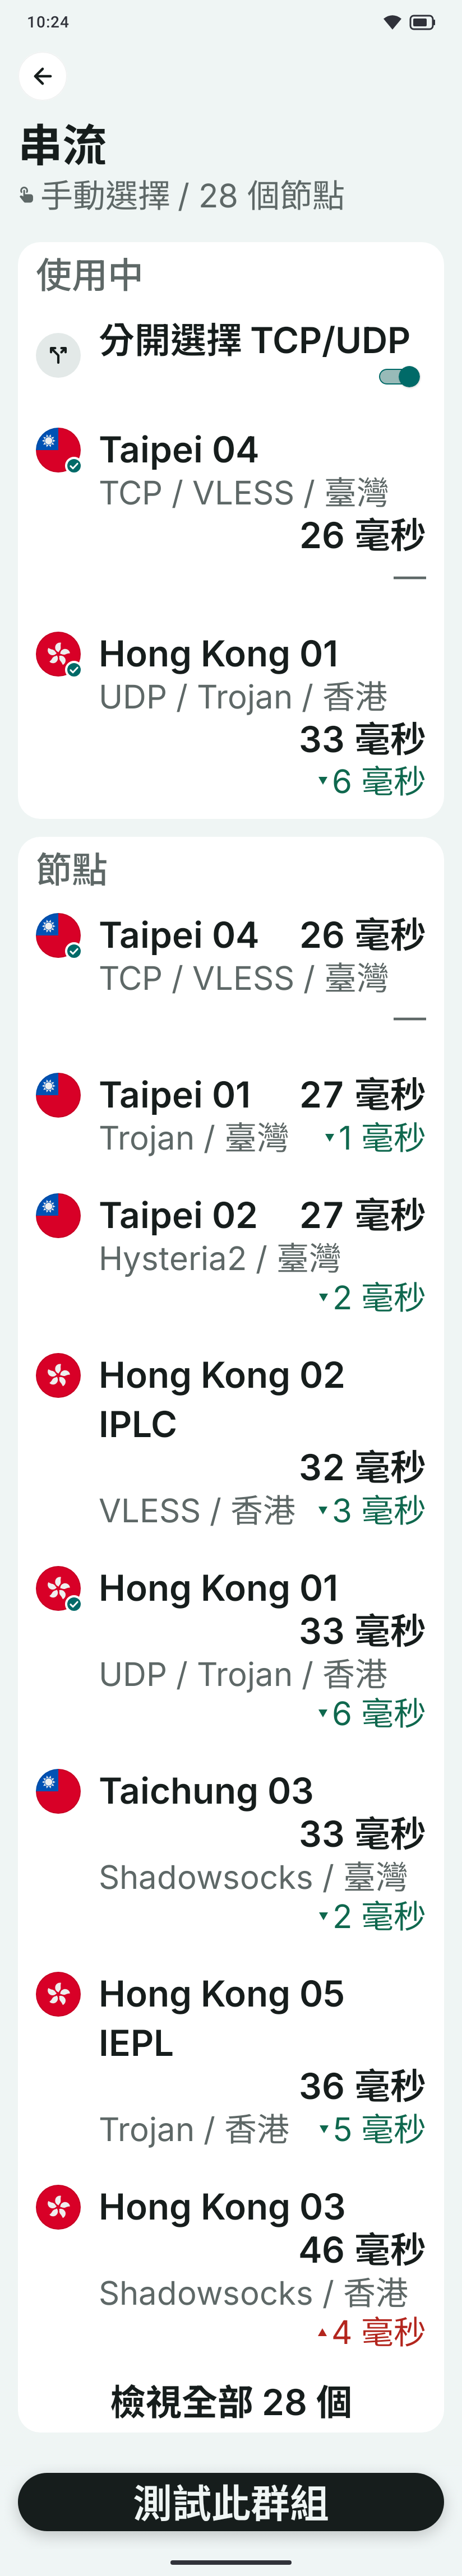 10:24
串流
手動選擇 / 28 個節點
使用中
分開選擇 TCP/UDP
Taipei 04
TCP / VLESS / 臺灣
26 毫秒
—
Hong Kong 01
UDP / Trojan / 香港
33 毫秒
▼6 毫秒
節點
Taipei 04 26 毫秒
TCP / VLESS / 臺灣
—
Taipei 01 27 毫秒
Trojan / 臺灣 ▼1 毫秒
Taipei 02 27 毫秒
Hysteria2 / 臺灣
▼2 毫秒
Hong Kong 02
IPLC
32 毫秒
VLESS / 香港 ▼3 毫秒
Hong Kong 01
33 毫秒
UDP / Trojan / 香港
▼6 毫秒
Taichung 03
33 毫秒
Shadowsocks / 臺灣
▼2 毫秒
Hong Kong 05
IEPL
36 毫秒
Trojan / 香港 ▼5 毫秒
Hong Kong 03
46 毫秒
Shadowsocks / 香港
▲4 毫秒
檢視全部 28 個
測試此群組